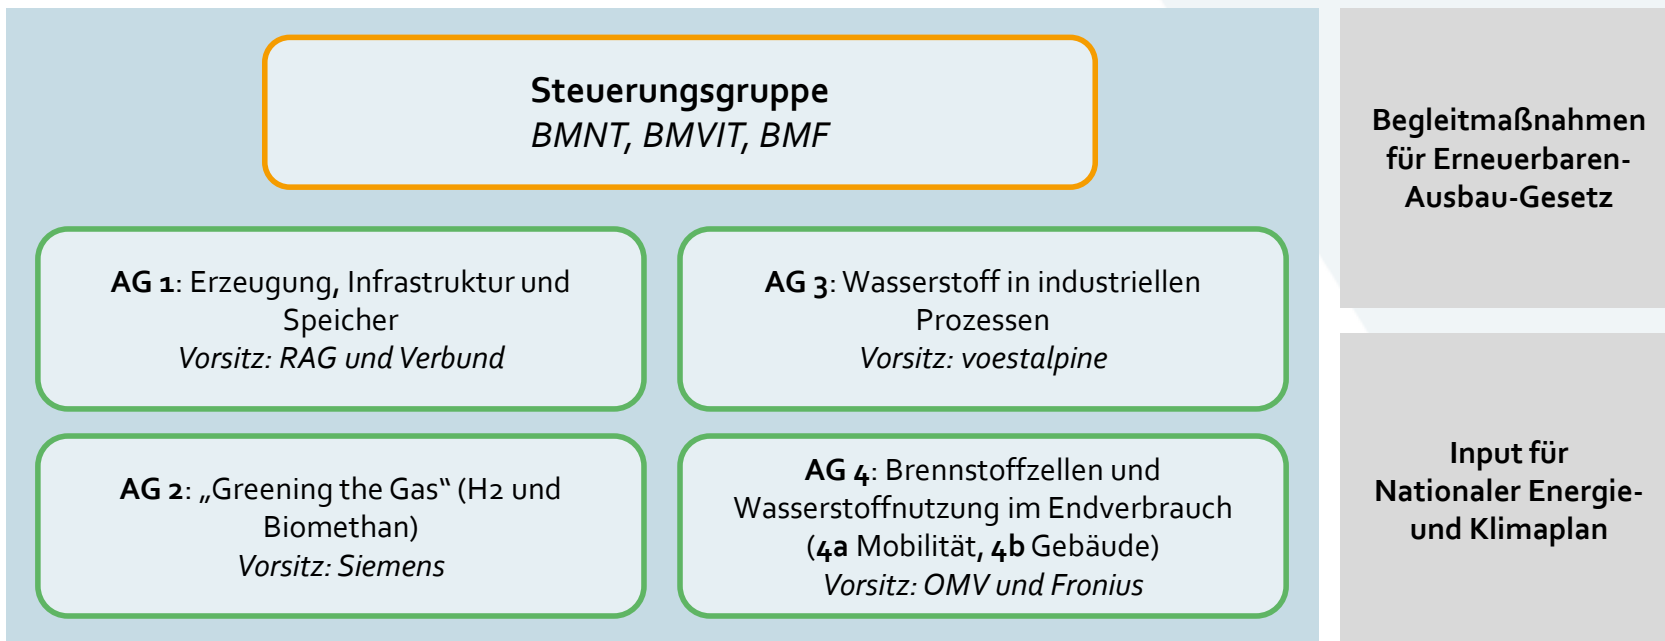 Steuerungsgruppe
BMNT, BMVIT, BMF
AG 1: Erzeugung, Infrastruktur und
Speicher
Vorsitz: RAG und Verbund
AG 3: Wasserstoff in industriellen
Prozessen
Vorsitz: voestalpine
AG 2: „Greening the Gas“ (H2 und
Biomethan)
Vorsitz: Siemens
AG 4: Brennstoffzellen und
Wasserstoffnutzung im Endverbrauch
(4a Mobilität, 4b Gebäude)
Vorsitz: OMV und Fronius
Begleitmaßnahmen
für Erneuerbaren-
Ausbau-Gesetz
Input für
Nationaler Energie-
und Klimaplan